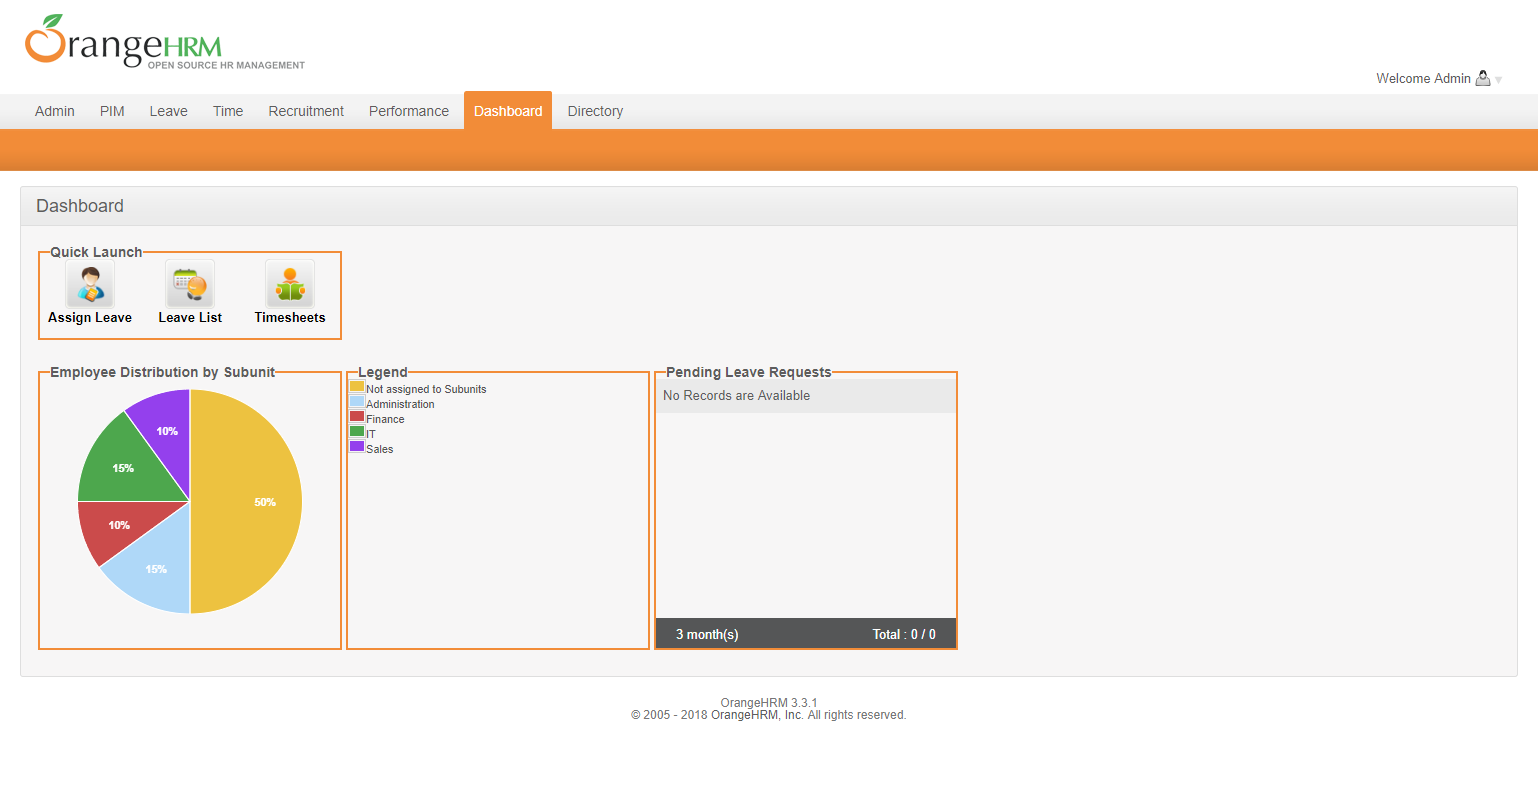 OrangeHRM
OPEN SOURCE HR MANAGEMENT
Welcome Admin
Admin PIM Leave Time Recruitment Performance Dashboard Directory
Dashboard
Quick Launch
Assign Leave Leave List Timesheets
Employee Distribution by Subunit
10%
50%
15%
10%
15%
Legend
Not assigned to Subunits
Administration
Finance
IT
Sales
Pending Leave Requests
No Records are Available
3 month(s) Total : 0 / 0
OrangeHRM 3.3.1
© 2005 - 2018 OrangeHRM, Inc. All rights reserved.